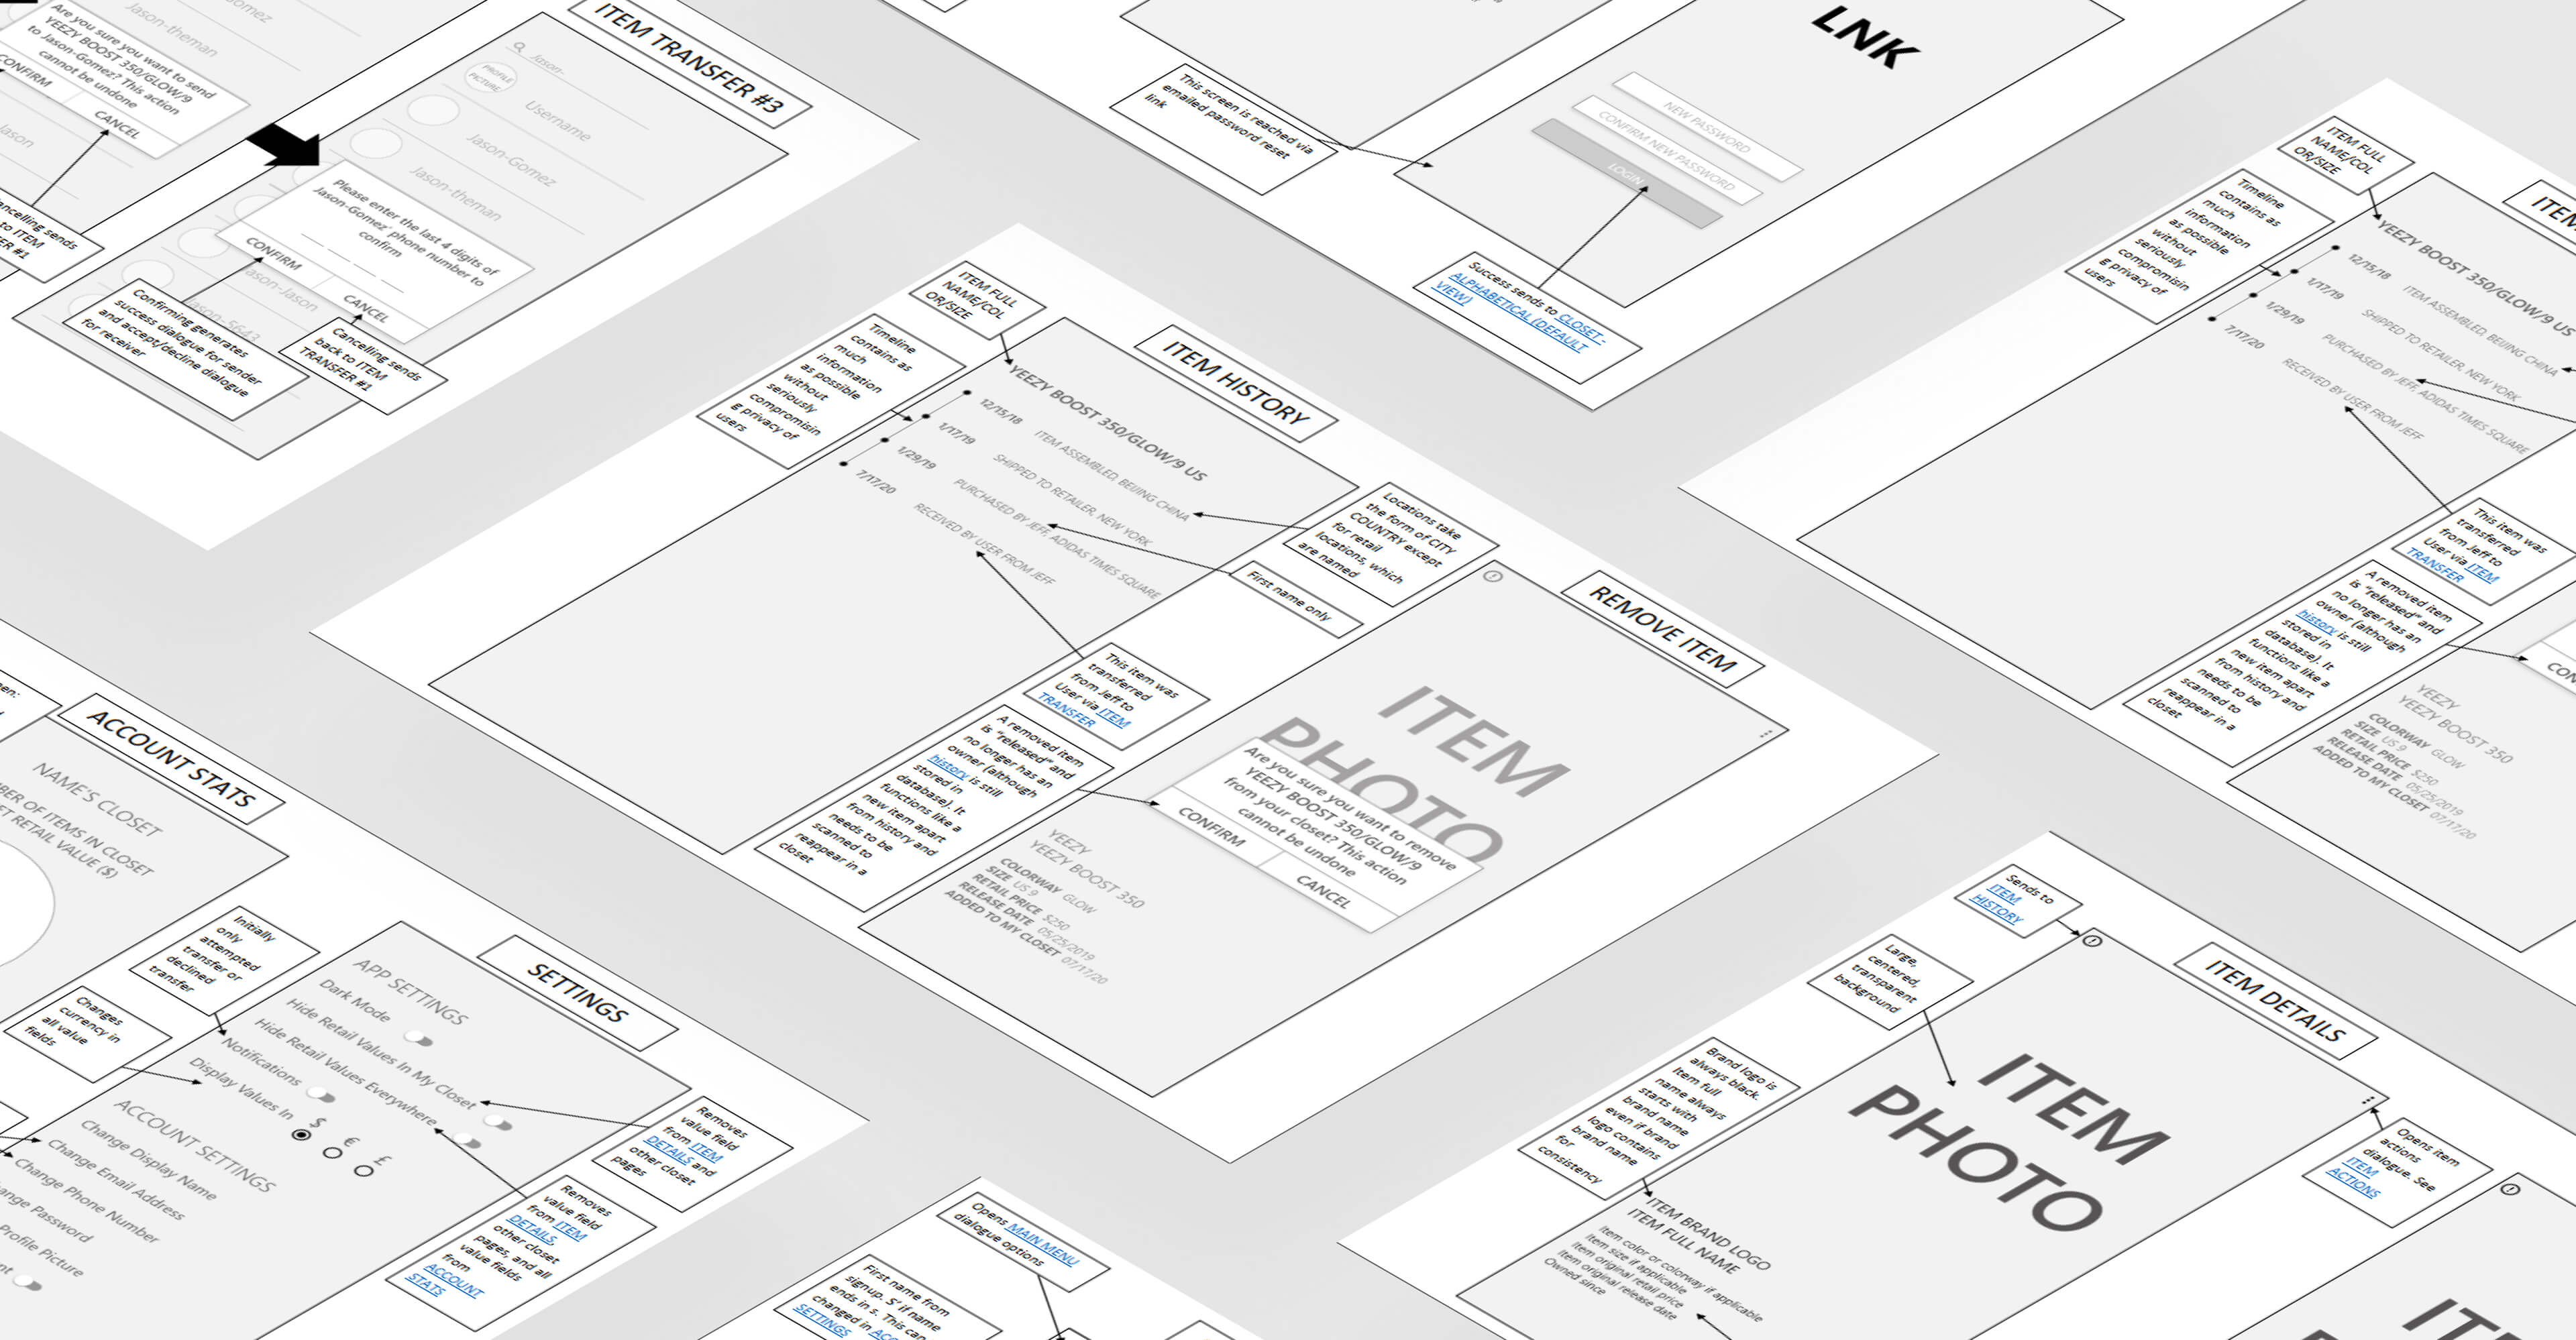 Are you sure you want to send
YEEZY BOOST 350/GLOW/9
to Jason-Gomez? This action
cannot be undone
CONFIRM
CANCEL
Gomez
Jason-theman
Jason
ITEM TRANSFER #3
Jason-
PROFILE
PICTURE
Username
Jason-Gomez
Jason-theman
Please enter the last 4 digits of
Jason-Gomez' phone number to
confirm
CONFIRM
CANCEL
Confirming generates
success dialogue for sender
and accept/decline dialogue
for receiver
Cancelling sends
back to ITEM
TRANSFER #1
LNK
NEW PASSWORD
CONFIRM NEW PASSWORD
LOGIN
This screen is reached via
emailed password reset
link
Success sends to CLOSET -
ALPHABETICAL (DEFAULT
VIEW)
ITEM FULL
NAME/COL
OR/SIZE
Timeline
contains as
much
information
as possible
without
seriously
compromisin
g privacy of
users
ITEM HISTORY
YEEZY BOOST 350/GLOW/9 US
12/15/18 ITEM ASSEMBLED, BEIJING CHINA
1/17/19 SHIPPED TO RETAILER, NEW YORK
1/29/19 PURCHASED BY JEFF, ADIDAS TIMES SQUARE
7/17/20 RECEIVED BY USER FROM JEFF
Locations take
the form of CITY
COUNTRY except
for retail
locations, which
are named
First name only
This item was
transferred
from Jeff to
User via ITEM
TRANSFER
A removed item
is "released" and
no longer has an
owner (although
history is still
stored in
database). It
functions like a
new item apart
from history and
needs to be
scanned to
reappear in a
closet
REMOVE ITEM
ITEM
PHOTO
Are you sure you want to remove
YEEZY BOOST 350/GLOW/9
from your closet? This action
cannot be undone
CONFIRM
CANCEL
YEEZY
YEEZY BOOST 350
COLORWAY GLOW
SIZE US 9
RETAIL PRICE $250
RELEASE DATE 05/25/2019
ADDED TO MY CLOSET 07/17/20
ITEM FULL
NAME/COL
OR/SIZE
Timeline
contains as
much
information
as possible
without
seriously
compromisin
g privacy of
users
YEEZY BOOST 350/GLOW/9 US
12/15/18 ITEM ASSEMBLED, BEIJING CHINA
1/17/19 SHIPPED TO RETAILER, NEW YORK
1/29/19 PURCHASED BY JEFF, ADIDAS TIMES SQUARE
7/17/20 RECEIVED BY USER FROM JEFF
This item was
transferred
from Jeff to
User via ITEM
TRANSFER
A removed item
is "released" and
no longer has an
owner (although
history is still
stored in
database). It
functions like a
new item apart
from history and
needs to be
scanned to
reappear in a
closet
YEEZY
YEEZY BOOST 350
COLORWAY GLOW
SIZE US 9
RETAIL PRICE $250
RELEASE DATE 05/25/2019
ADDED TO MY CLOSET 07/17/20
ACCOUNT STATS
NAME'S CLOSET
OF ITEMS IN CLOSET
RETAIL VALUE ($)
Initially
only
attempted
transfer or
declined
transfer
Changes
currency in
all value
fields
SETTINGS
APP SETTINGS
Dark Mode
Hide Retail Values In My Closet
Hide Retail Values Everywhere
Notifications
Display Values In $ € £
ACCOUNT SETTINGS
Change Display Name
Change Email Address
Change Phone Number
Password
Profile Picture
Removes
value field
from ITEM
DETAILS and
other closet
pages
Removes
value field
from ITEM
DETAILS,
other closet
pages, and all
value fields
from
ACCOUNT
STATS
Opens MAIN MENU
dialogue options
First name from
signup. S' if name
ends in s. This can
changed in
SETTINGS
Sends to
ITEM
HISTORY
Large,
centered,
transparent
background
Brand logo is
always black.
Item full
name always
starts with
brand name
even if brand
logo contains
brand name
for
consistency
ITEM DETAILS
ITEM
PHOTO
ITEM BRAND LOGO
ITEM FULL NAME
Item color or colorway if applicable
Item size if applicable
Item original retail price
Item original release date
Owned since
Opens item
actions
dialogue. See
ITEM
ACTIONS